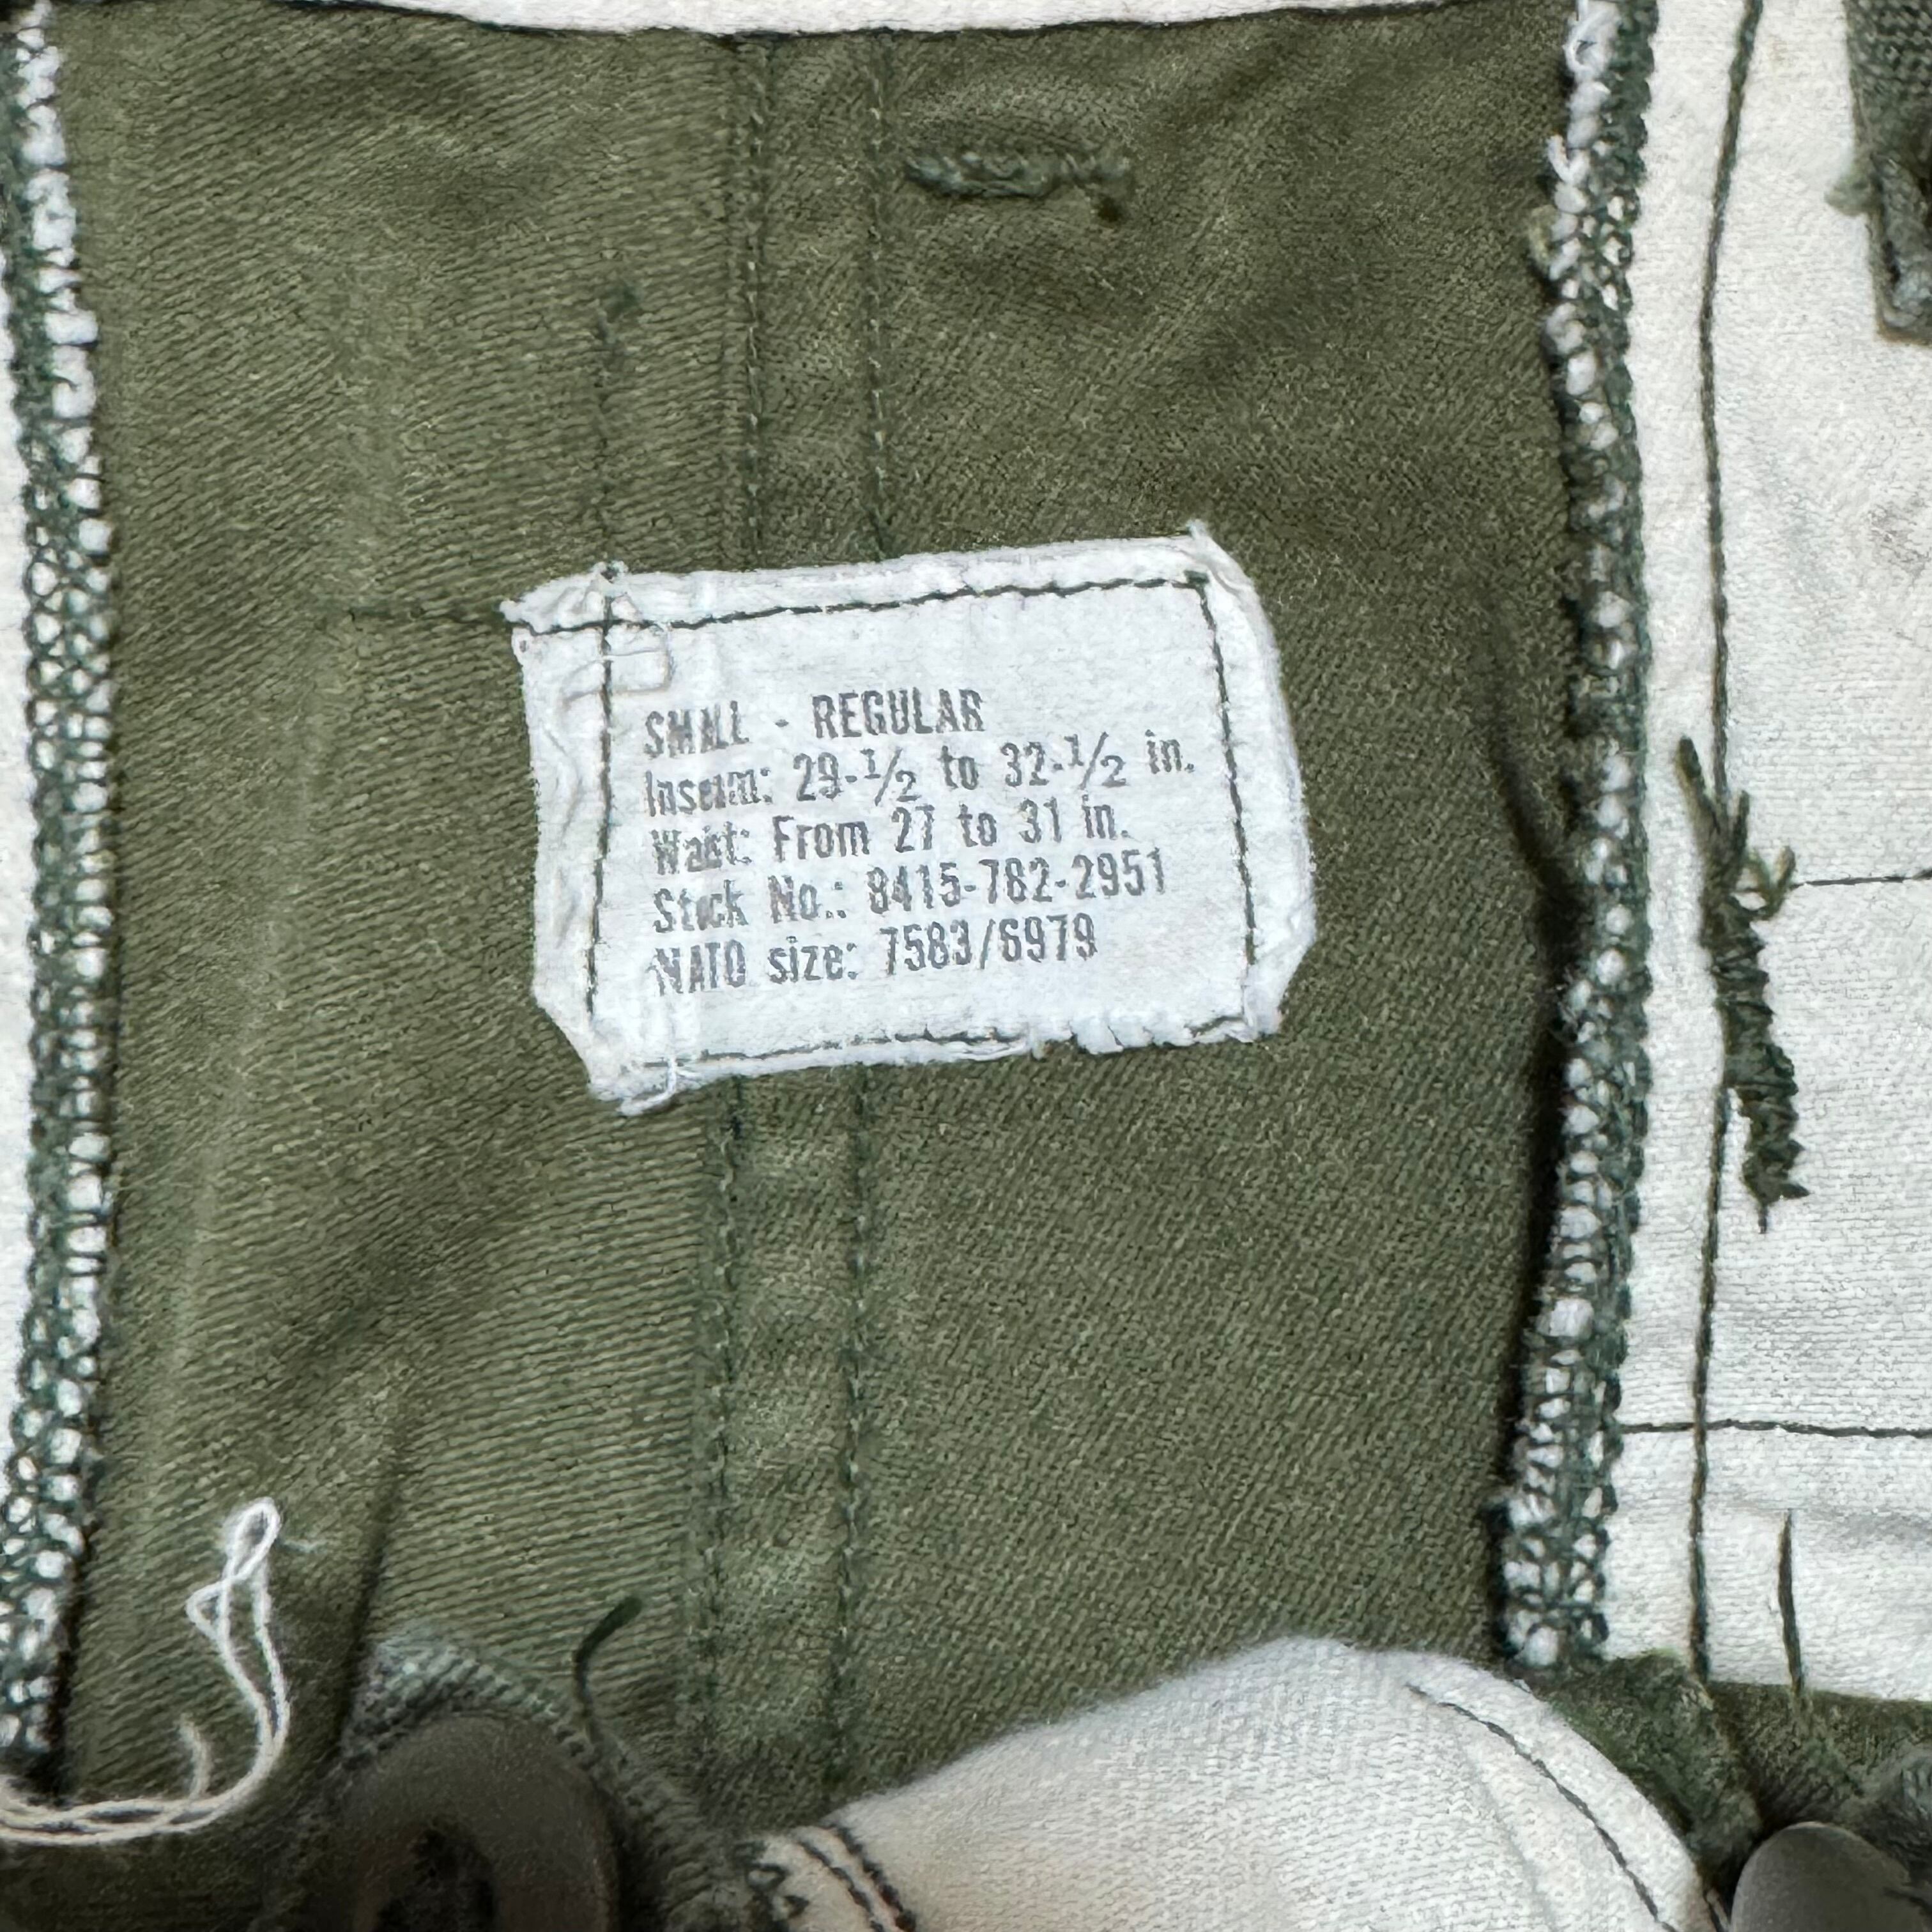 SMALL - REGULAR
Inseam: 29-1/2 to 32-1/2 in.
Waist: From 27 to 31 in.
Stock No.: 8415-782-2951
NATO size: 7583/6979